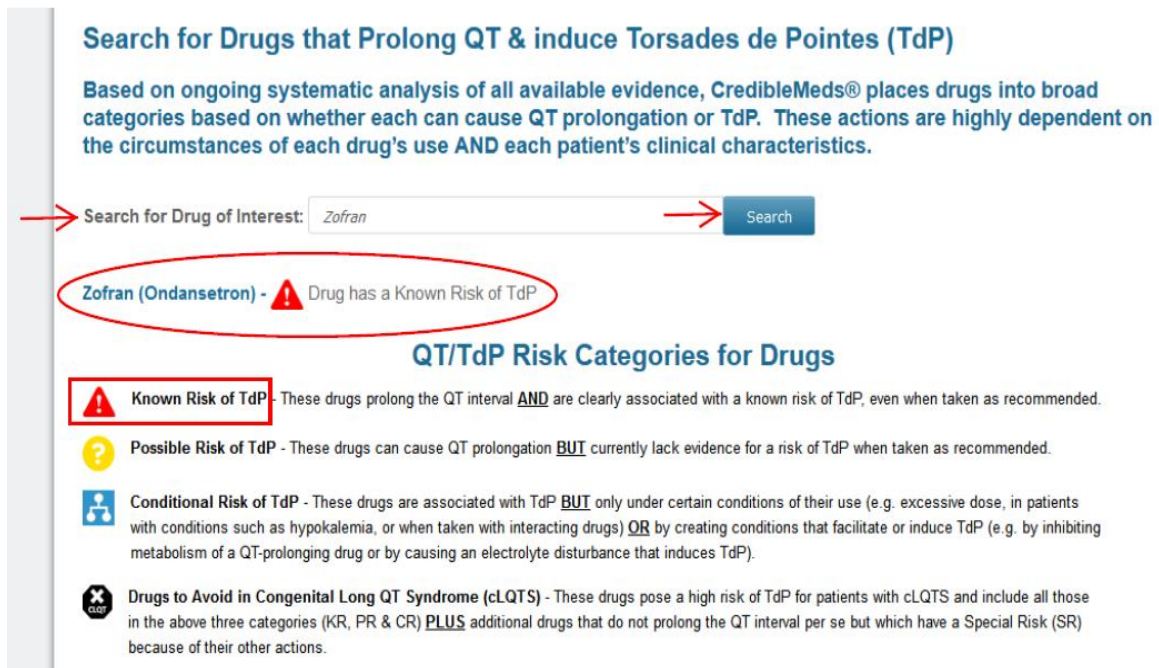 Search for Drugs that Prolong QT & induce Torsades de Pointes (TdP)
Based on ongoing systematic analysis of all available evidence, CredibleMeds® places drugs into broad
categories based on whether each can cause QT prolongation or TdP. These actions are highly dependent on
the circumstances of each drug's use AND each patient's clinical characteristics.
Search for Drug of Interest: Zofran Search
Zofran (Ondansetron) - Drug has a Known Risk of TdP
QT/TdP Risk Categories for Drugs
Known Risk of TdP - These drugs prolong the QT interval AND are clearly associated with a known risk of TdP, even when taken as recommended.
? Possible Risk of TdP - These drugs can cause QT prolongation BUT currently lack evidence for a risk of TdP when taken as recommended.
Conditional Risk of TdP - These drugs are associated with TdP BUT only under certain conditions of their use (e.g. excessive dose, in patients
with conditions such as hypokalemia, or when taken with interacting drugs) OR by creating conditions that facilitate or induce TdP (e.g. by inhibiting
metabolism of a QT-prolonging drug or by causing an electrolyte disturbance that induces TdP).
CLQT Drugs to Avoid in Congenital Long QT Syndrome (cLQTS) - These drugs pose a high risk of TdP for patients with cLQTS and include all those
in the above three categories (KR, PR & CR) PLUS additional drugs that do not prolong the QT interval per se but which have a Special Risk (SR)
because of their other actions.